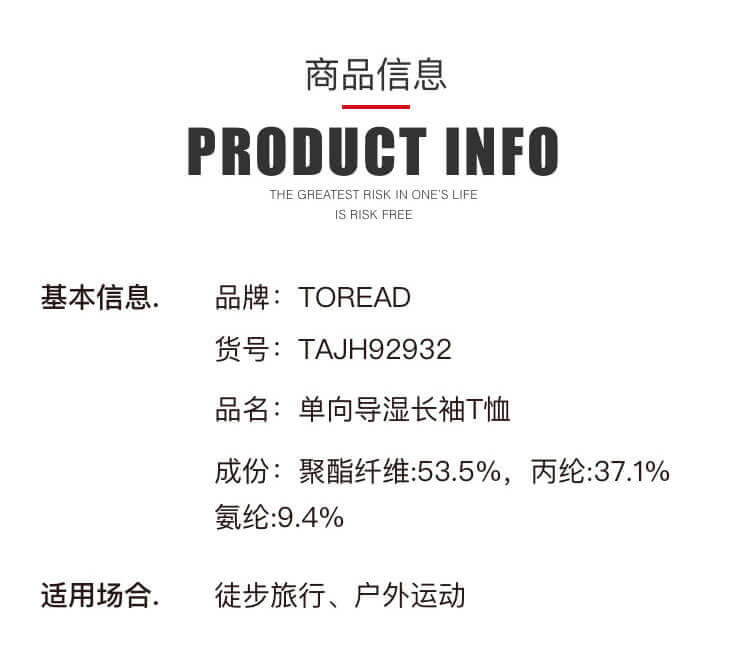 商品信息
PRODUCT INFO
THE GREATEST RISK IN ONE'S LIFE
IS RISK FREE
基本信息. 品牌：TOREAD
货号：TAJH92932
品名：单向导湿长袖T恤
成份：聚酯纤维:53.5%，丙纶:37.1%
氨纶:9.4%
适用场合. 徒步旅行、户外运动